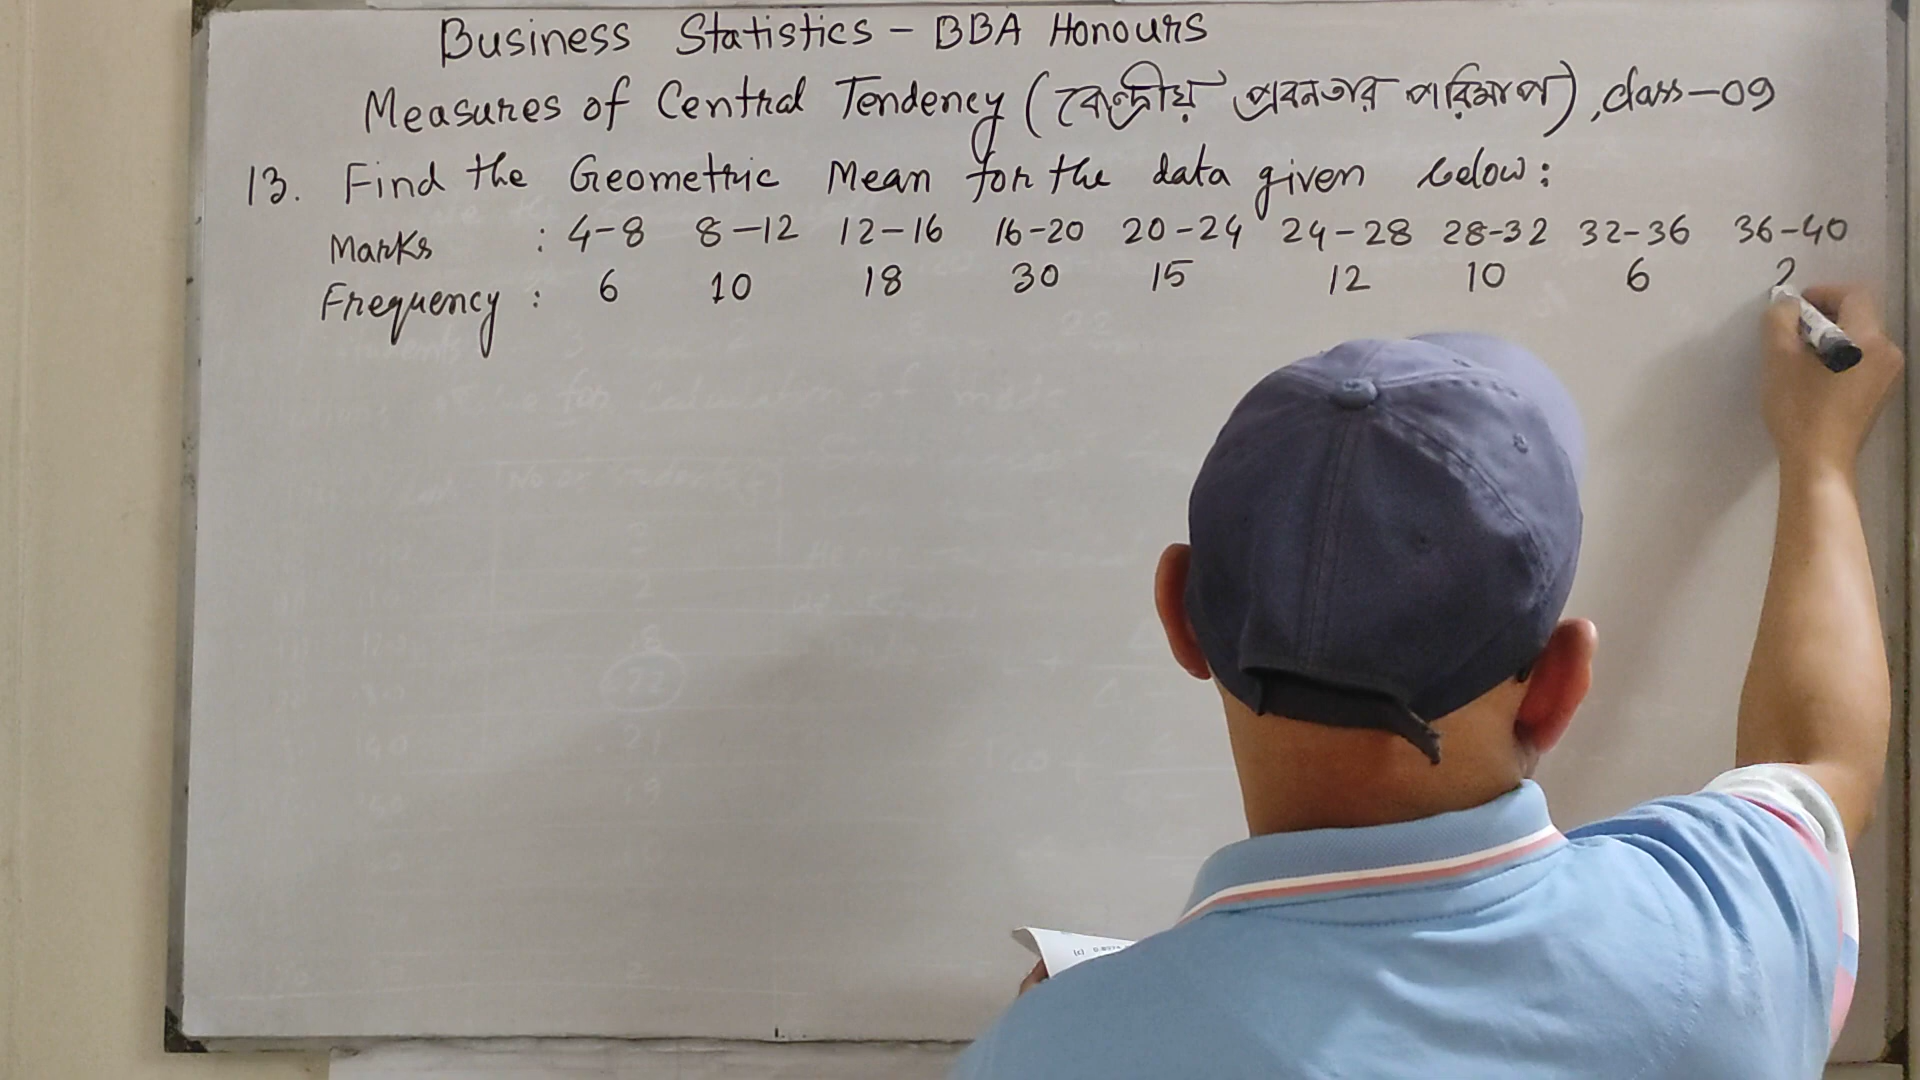 Business Statistics - BBA Honours
Measures of Central Tendency (কেন্দ্রীয় প্রবনতার পরিমাপ), class-09
13. Find the Geometric Mean for the data given below:
Marks : 4-8 8-12 12-16 16-20 20-24 24-28 28-32 32-36 36-40
Frequency : 6 10 18 30 15 12 10 6 2